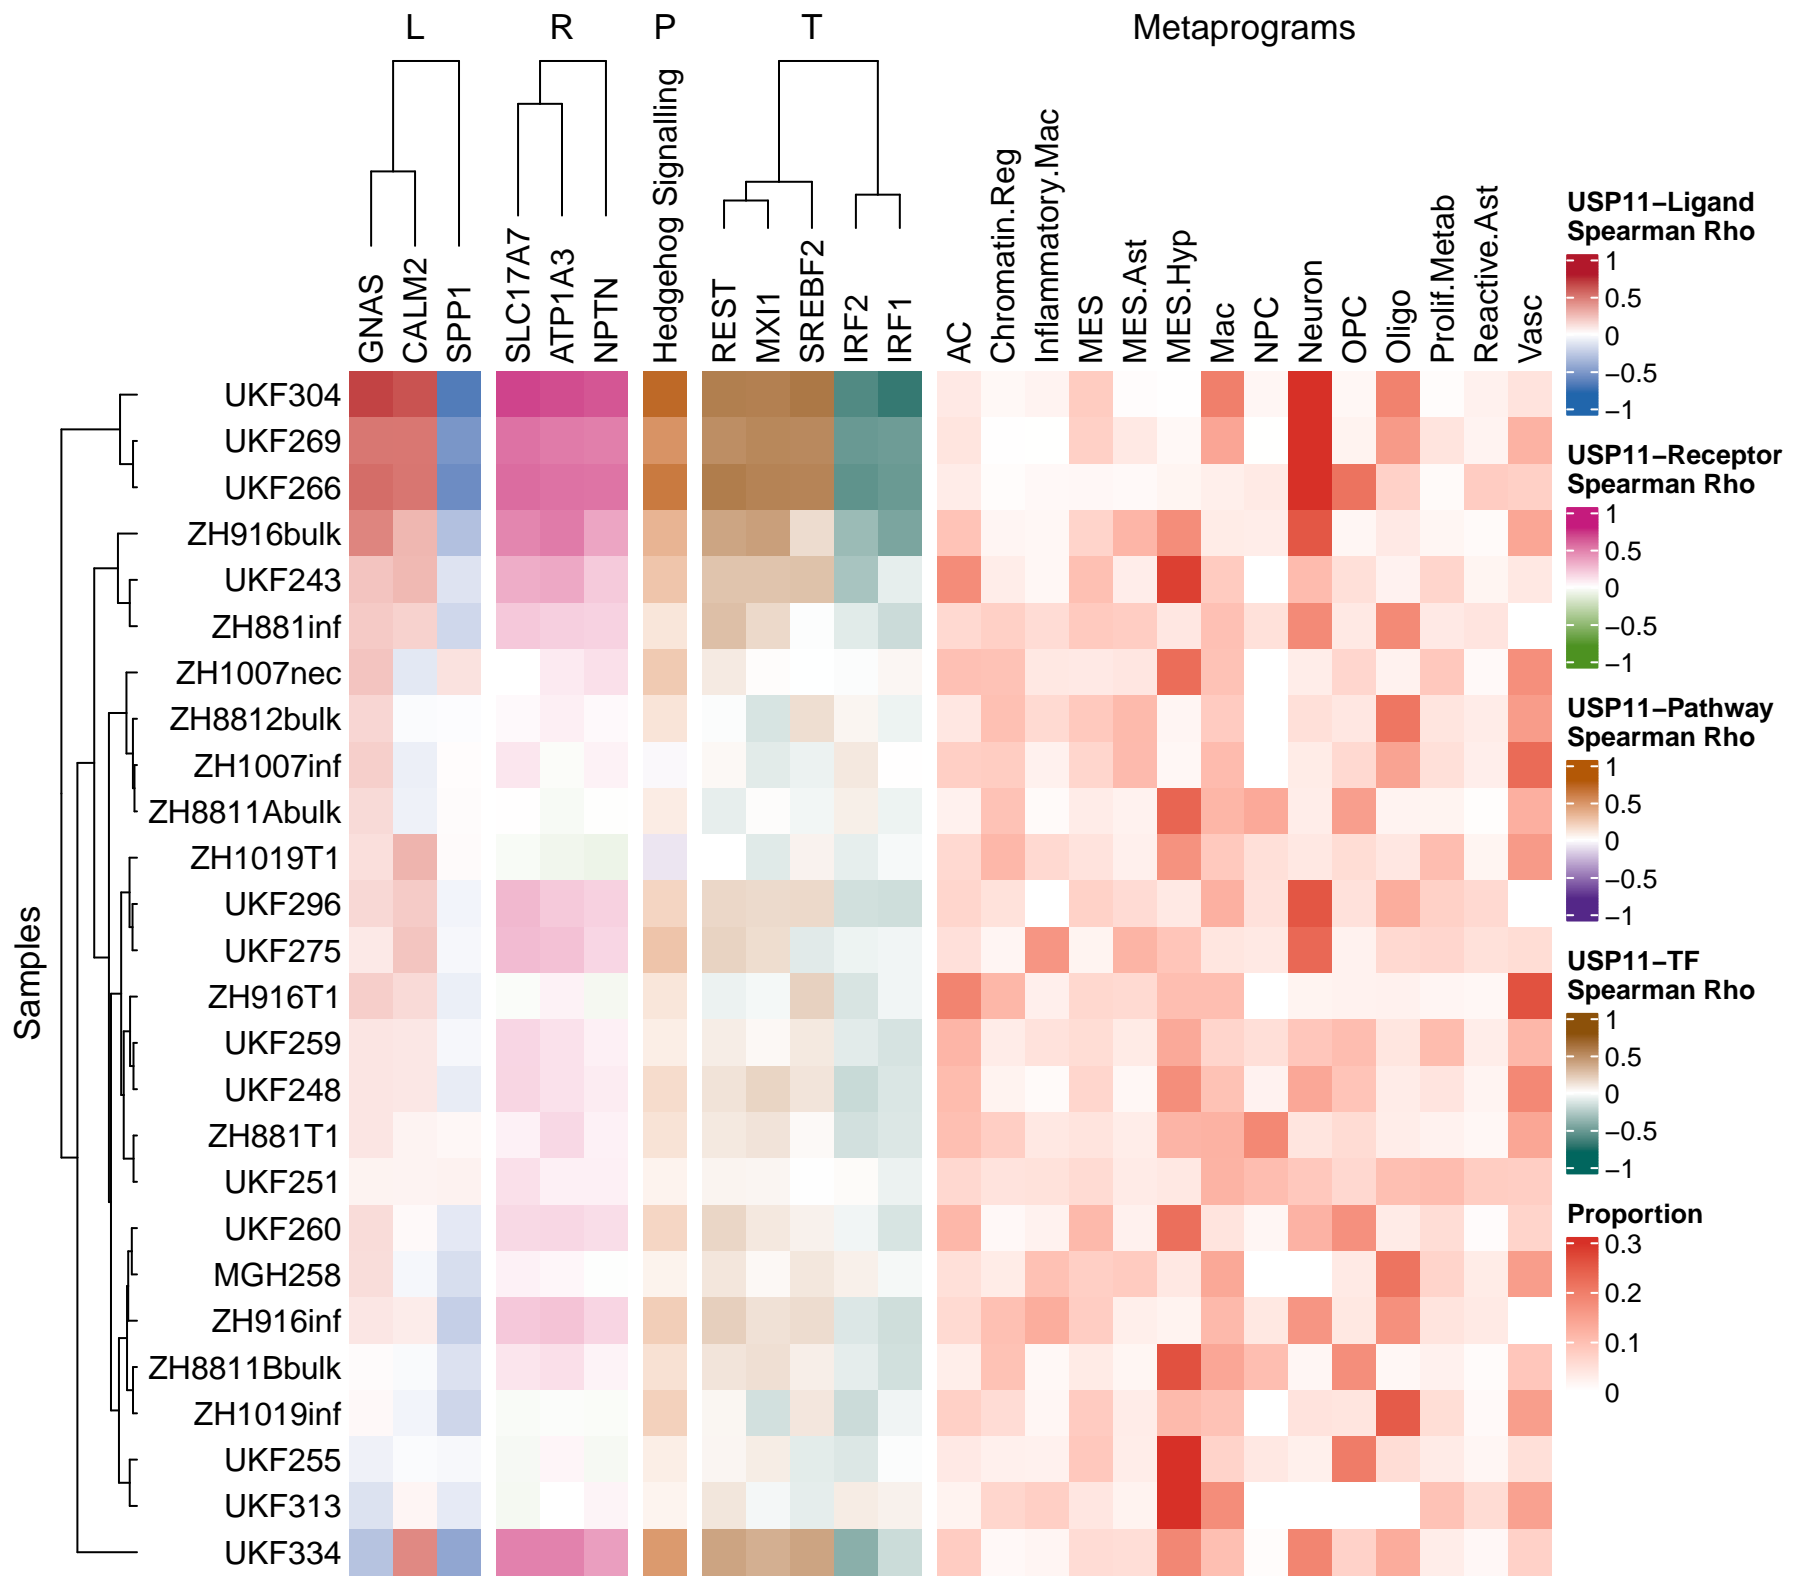 L R P T Metaprograms
GNAS
CALM2
SPP1
SLC17A7
ATP1A3
NPTN
Hedgehog Signalling
REST
MXI1
SREBF2
IRF2
IRF1
AC
Chromatin.Reg
Inflammatory.Mac
MES
MES.Ast
MES.Hyp
Mac
NPC
Neuron
OPC
Oligo
Prolif.Metab
Reactive.Ast
Vasc
Samples
UKF304
UKF269
UKF266
ZH916bulk
UKF243
ZH881inf
ZH1007nec
ZH8812bulk
ZH1007inf
ZH8811Abulk
ZH1019T1
UKF296
UKF275
ZH916T1
UKF259
UKF248
ZH881T1
UKF251
UKF260
MGH258
ZH916inf
ZH8811Bbulk
ZH1019inf
UKF255
UKF313
UKF334
USP11−Ligand
Spearman Rho
1
0.5
0
−0.5
−1
USP11−Receptor
Spearman Rho
1
0.5
0
−0.5
−1
USP11−Pathway
Spearman Rho
1
0.5
0
−0.5
−1
USP11−TF
Spearman Rho
1
0.5
0
−0.5
−1
Proportion
0.3
0.2
0.1
0